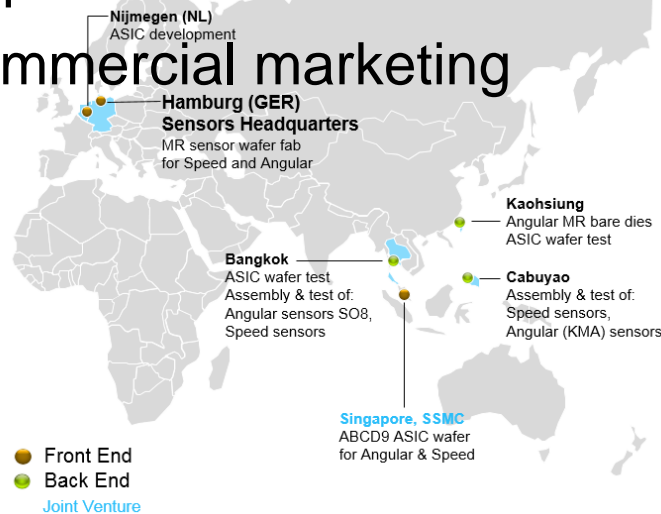 Nijmegen (NL)
ASIC development
mmercial marketing
Hamburg (GER)
Sensors Headquarters
MR sensor wafer fab
for Speed and Angular
Kaohsiung
Angular MR bare dies
ASIC wafer test
Bangkok
ASIC wafer test
Assembly & test of:
Angular sensors SO8,
Speed sensors
Cabuyao
Assembly & test of:
Speed sensors,
Angular (KMA) sensors
Singapore, SSMC
ABCD9 ASIC wafer
for Angular & Speed
Front End
Back End
Joint Venture